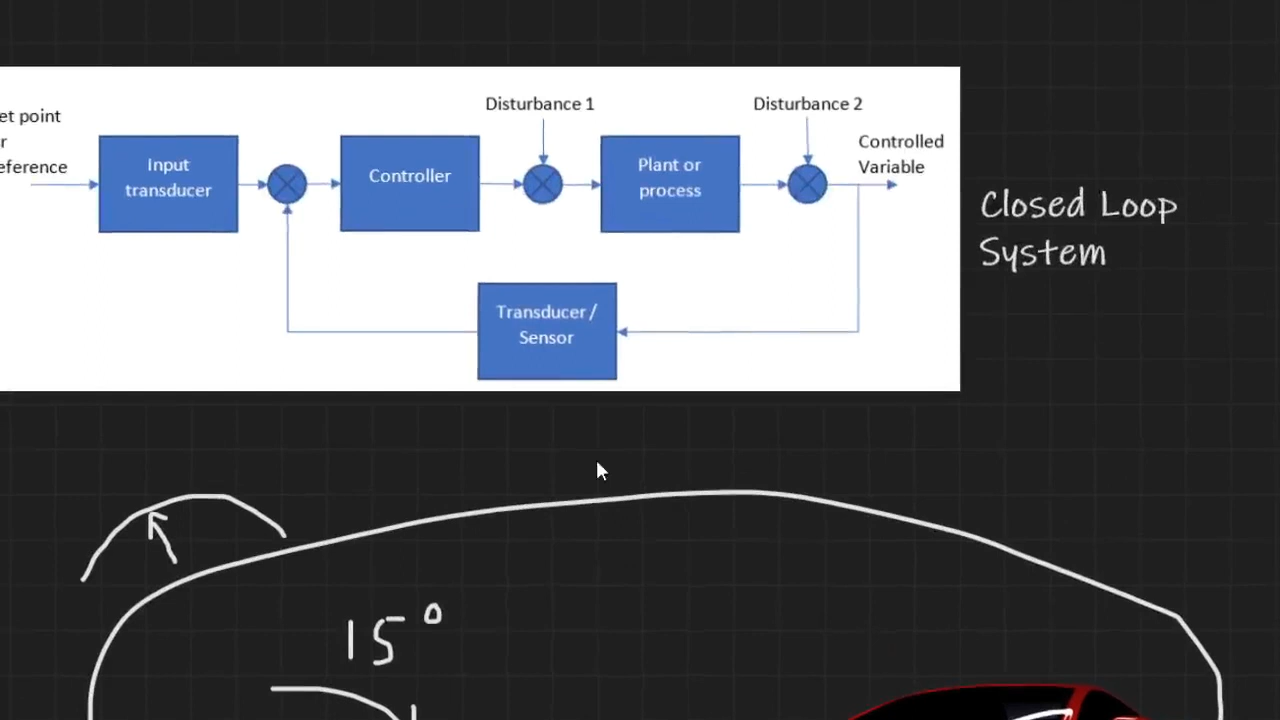 Disturbance 1
Disturbance 2
et point
r
eference
Input
transducer
Controller
Plant or
process
Controlled
Variable
Transducer /
Sensor
Closed Loop
System
15°